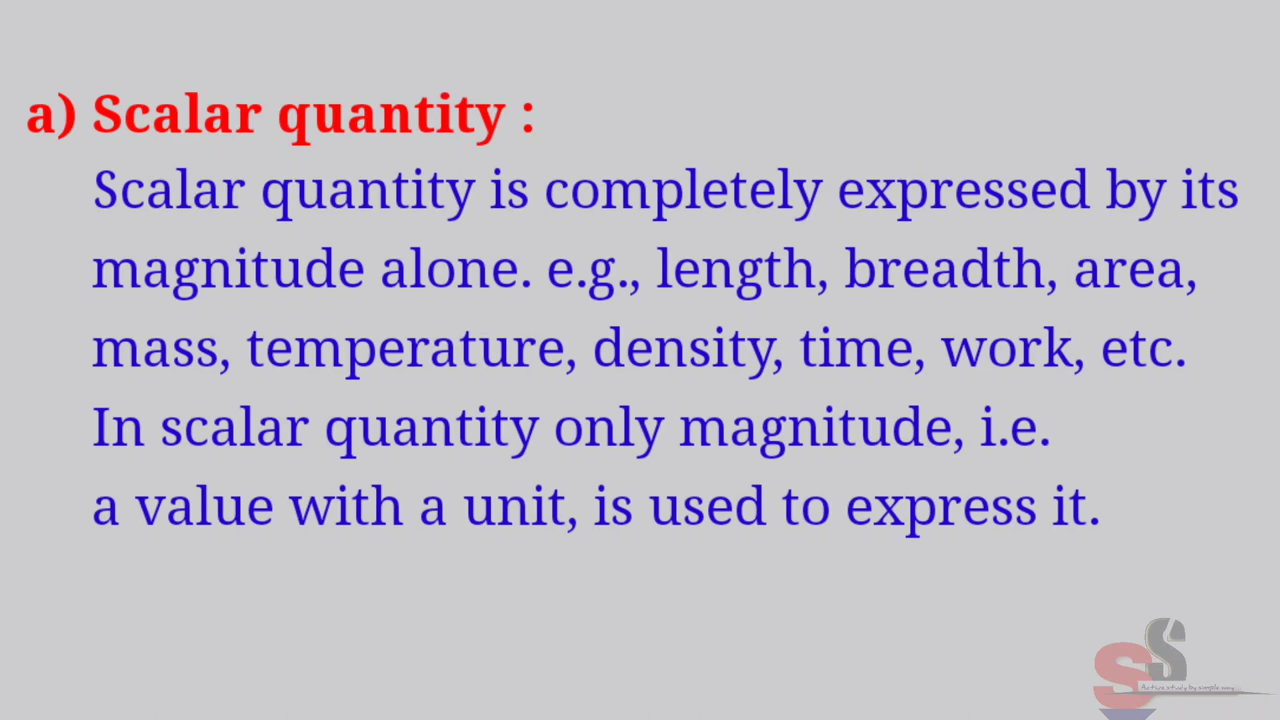 a) Scalar quantity :
Scalar quantity is completely expressed by its
magnitude alone. e.g., length, breadth, area,
mass, temperature, density, time, work, etc.
In scalar quantity only magnitude, i.e.
a value with a unit, is used to express it.
SS